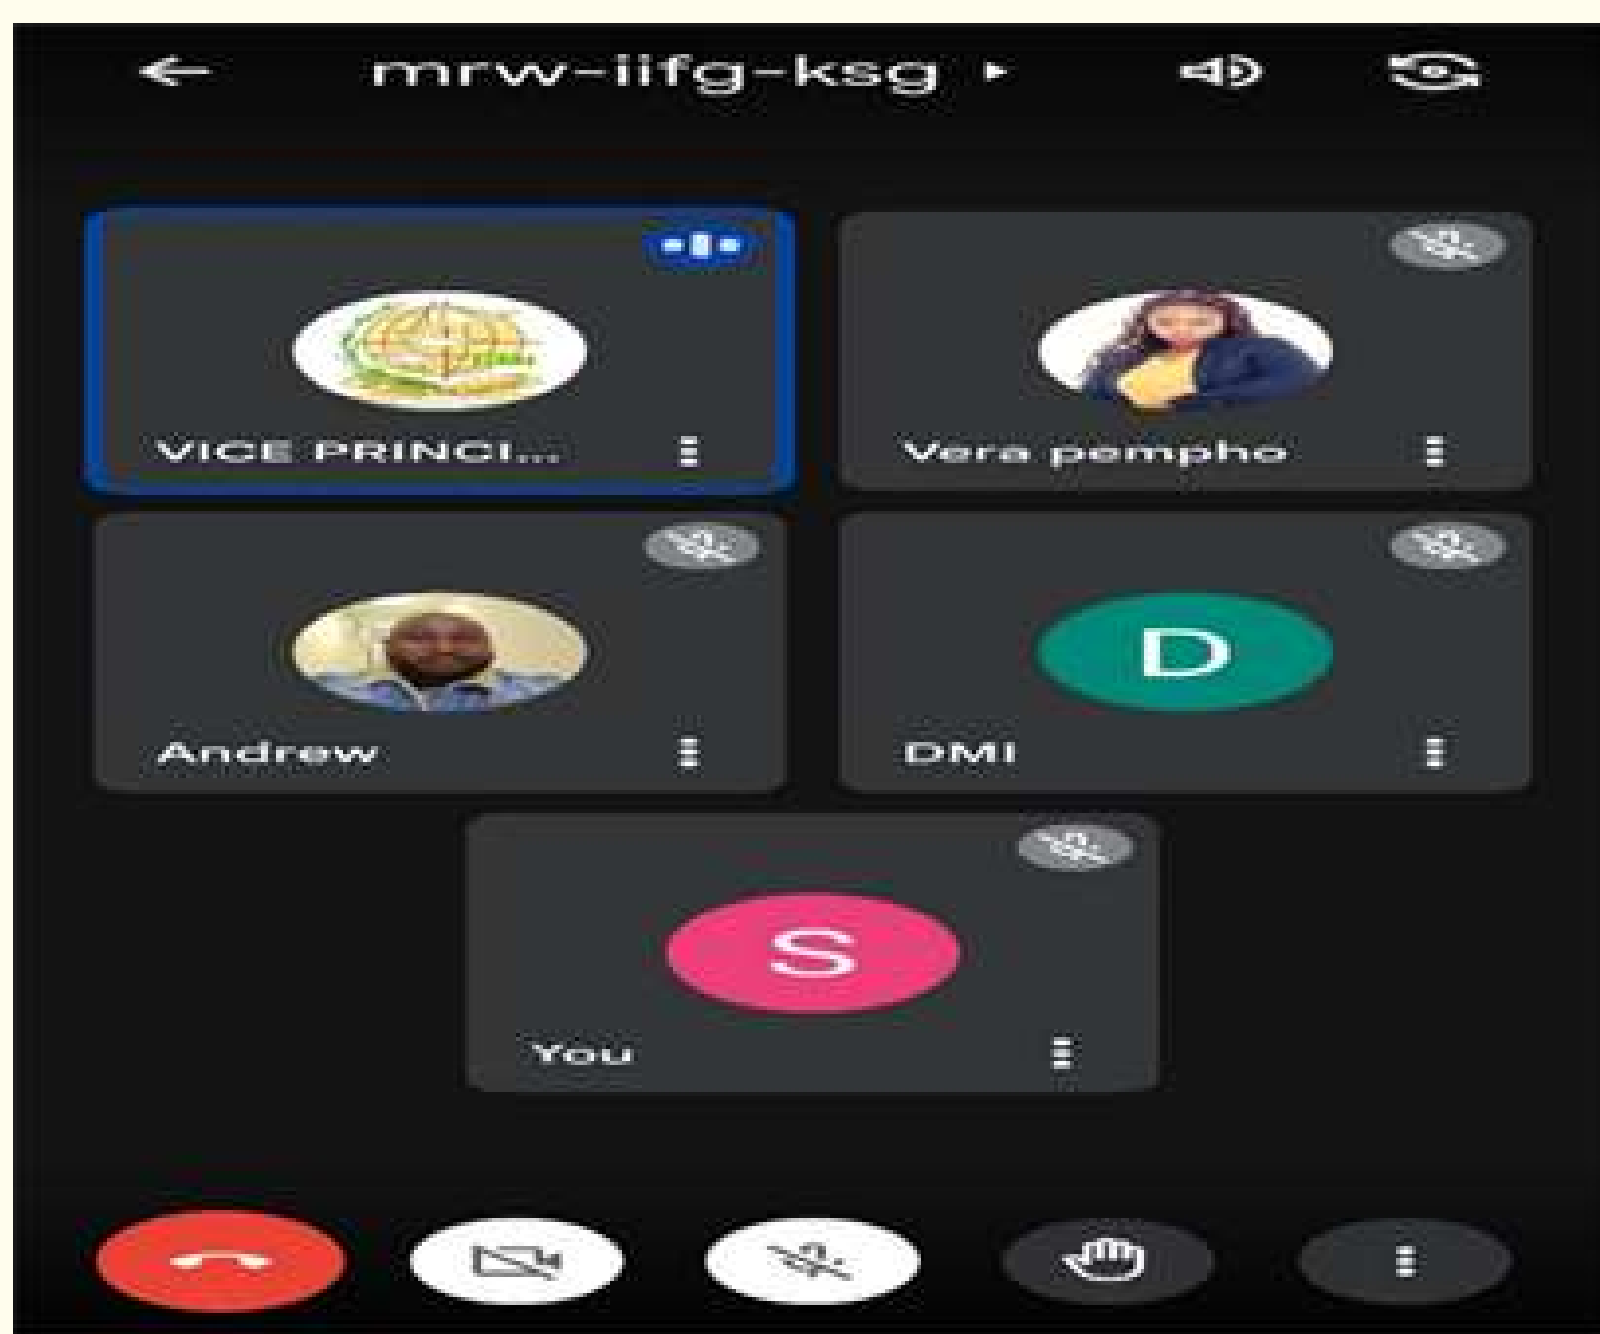 mrw-iifg-ksg
VICE PRINCI...
Vera pempho
Andrew
D
DMI
S
You